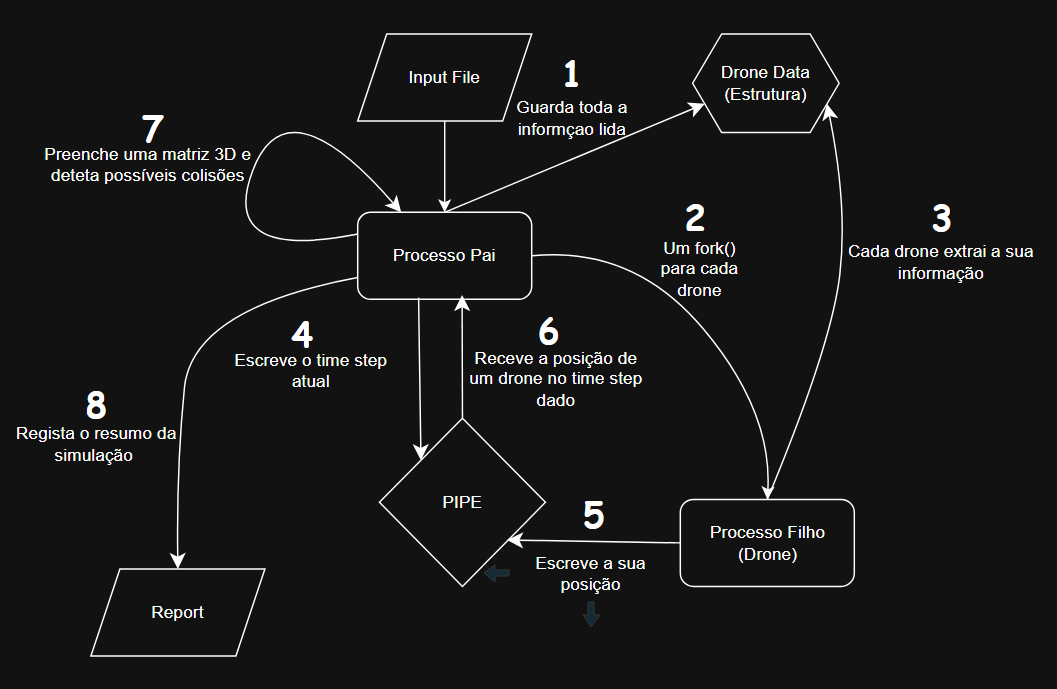 Input File
Drone Data
(Estrutura)
1
Guarda toda a
informçao lida
7
Preenche uma matriz 3D e
deteta possíveis colisões
Processo Pai
2
Um fork()
para cada
drone
3
Cada drone extrai a sua
informação
4
Escreve o time step
atual
6
Receve a posição de
um drone no time step
dado
8
Regista o resumo da
simulação
PIPE
5
Escreve a sua
posição
Processo Filho
(Drone)
Report